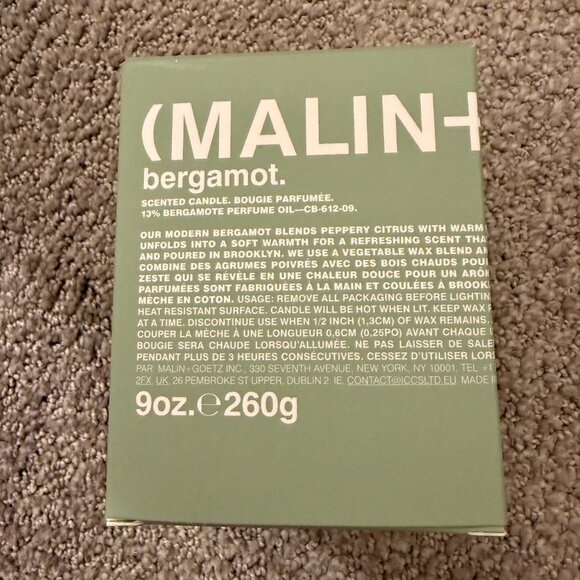 (MALIN+
bergamot.
SCENTED CANDLE. BOUGIE PARFUMÉE.
13% BERGAMOTE PERFUME OIL—CB-612-09.
OUR MODERN BERGAMOT BLENDS PEPPERY CITRUS WITH WARM
UNFOLDS INTO A SOFT WARMTH FOR A REFRESHING SCENT THA
AND POURED IN BROOKLYN. WE USE A VEGETABLE WAX BLEND AN
COMBINE DES AGRUMES POIVRÉS AVEC DES BOIS CHAUDS POU
ZESTE QUI SE RÉVÈLE EN UNE CHALEUR DOUCE POUR UN ARÔ
PARFUMÉES SONT FABRIQUÉES À LA MAIN ET COULÉES À BROOK
MÈCHE EN COTON. USAGE: REMOVE ALL PACKAGING BEFORE LIGHTIN
HEAT RESISTANT SURFACE. CANDLE WILL BE HOT WHEN LIT. KEEP WAX
AT A TIME. DISCONTINUE USE WHEN 1/2 INCH (1,3CM) OF WAX REMAINS.
COUPER LA MÈCHE À UNE LONGUEUR 0,6CM (0,25PO) AVANT CHAQUE
BOUGIE SERA CHAUDE LORSQU'ALLUMÉE. NE PAS LAISSER DE SALE
PENDANT PLUS DE 3 HEURES CONSÉCUTIVES. CESSEZ D'UTILISER LORS
PAR MALIN+GOETZ INC., 330 SEVENTH AVENUE, NEW YORK, NY 10001, TEL +1
2FX UK, 26 PEMBROKE ST UPPER, DUBLIN 2. IE. CONTACT@ICCSLTD.EU, MADE I
9oz.℮260g